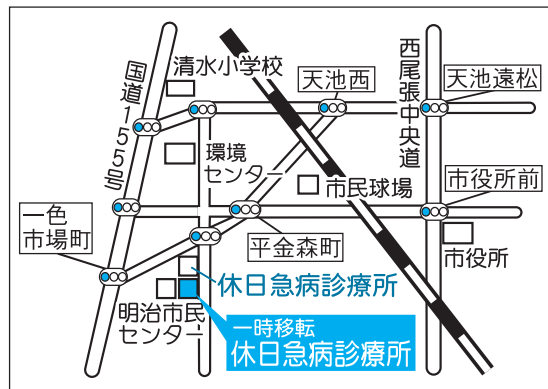 清水小学校
天池西
西尾張中央道
天池遠松
国道155号
環境
センター
市民球場
市役所前
一色
市場町
平金森町
市役所
休日急病診療所
明治市民
センター
一時移転
休日急病診療所